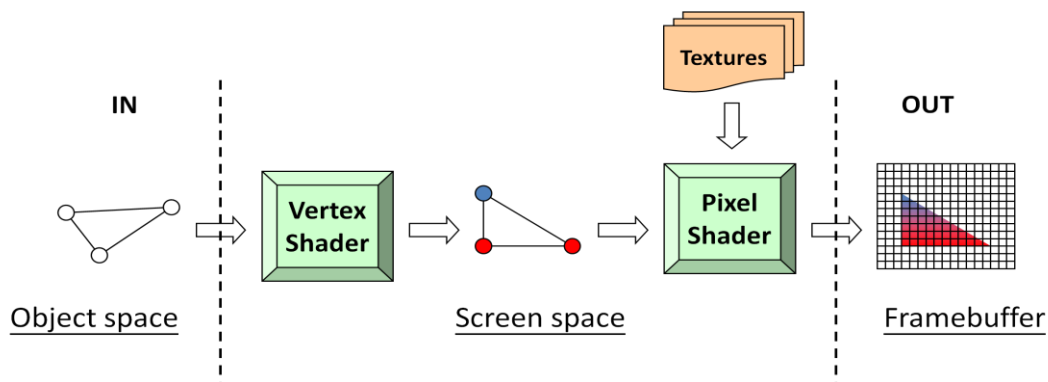 Textures
IN
OUT
Vertex
Shader
Pixel
Shader
Object space
Screen space
Framebuffer